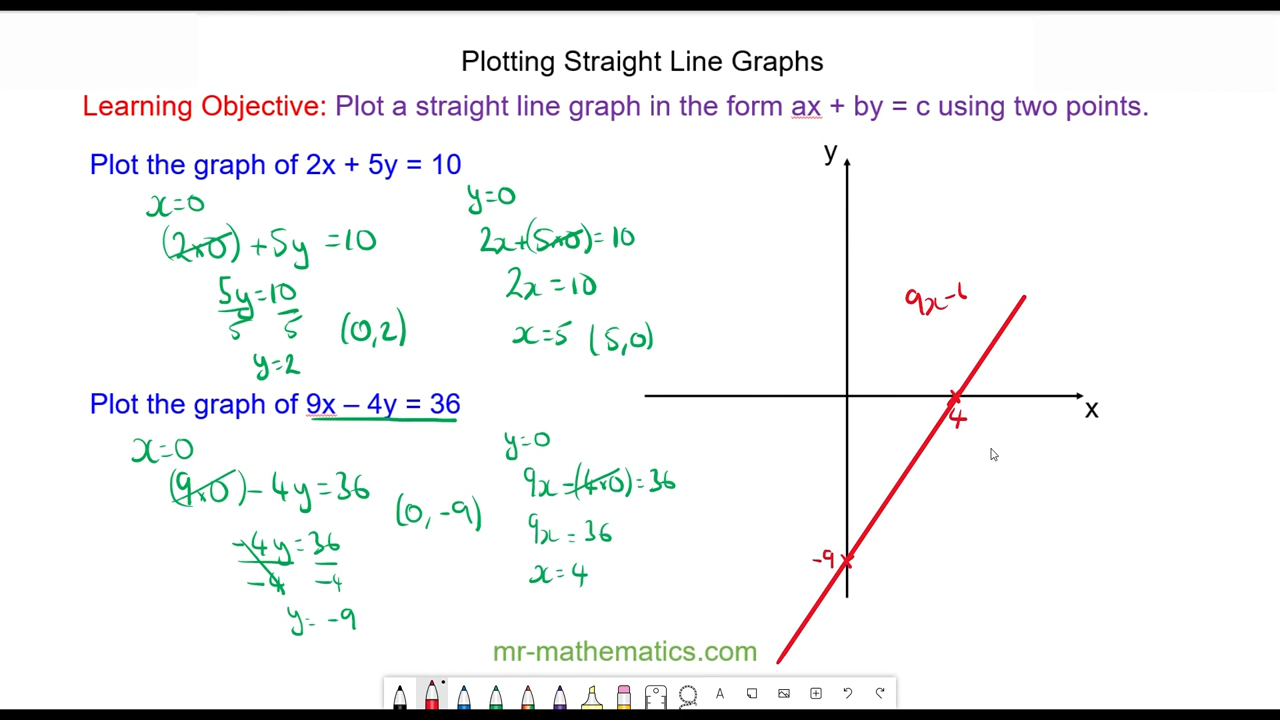 Plotting Straight Line Graphs
Learning Objective: Plot a straight line graph in the form ax + by = c using two points.
Plot the graph of 2x + 5y = 10
x=0
(2×0) + 5y = 10
5y = 10
5 5
y=2
(0,2)
y=0
2x+(5×0)=10
2x = 10
x=5 (5,0)
Plot the graph of 9x – 4y = 36
x=0
(9×0) - 4y = 36
-4y = 36
-4 -4
y= -9
(0, -9)
y=0
9x-(4×0)=36
9x = 36
x = 4
y
x
9x-
4
-9
mr-mathematics.com
A